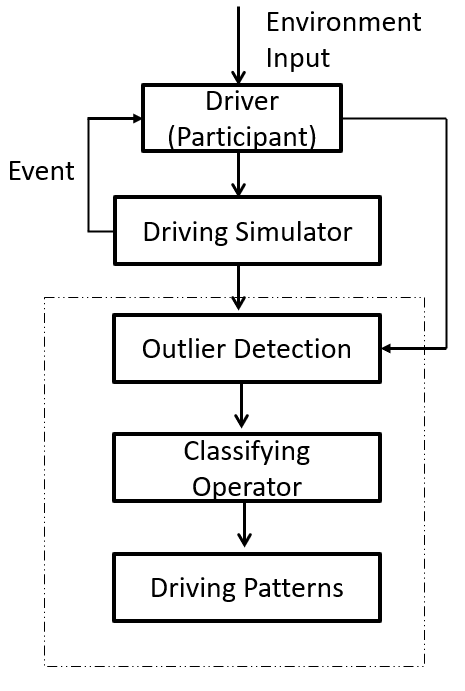 Environment
Input
Driver
(Participant)
Event
Driving Simulator
Outlier Detection
Classifying
Operator
Driving Patterns